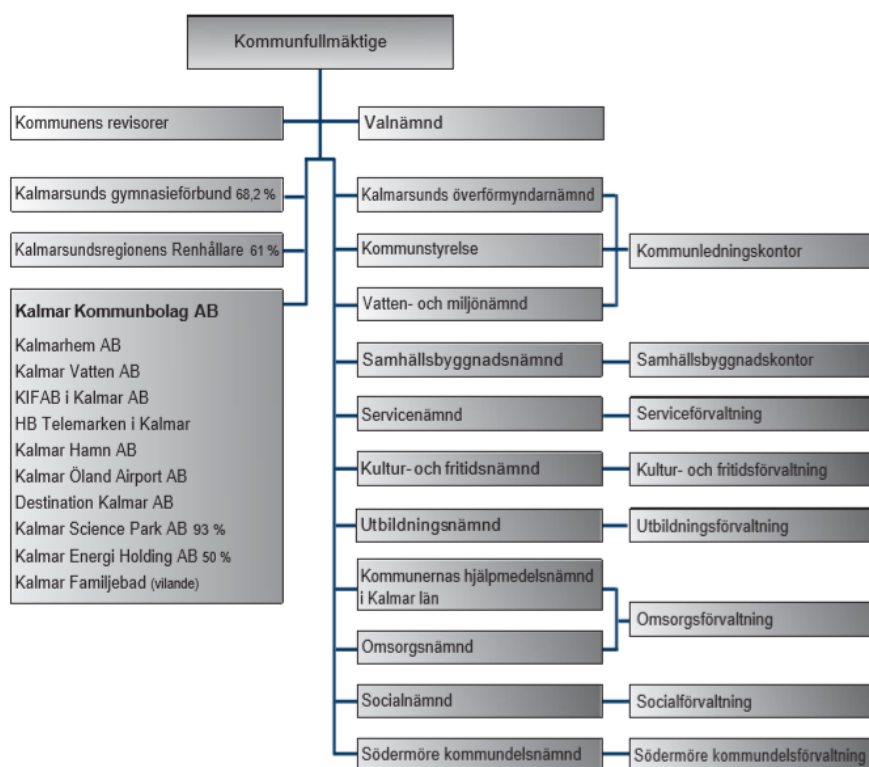 Kommunfullmäktige
Kommunens revisorer
Valnämnd
Kalmarsunds gymnasieförbund 68,2 %
Kalmarsundsregionens Renhållare 61 %
Kalmar Kommunbolag AB
Kalmarhem AB
Kalmar Vatten AB
KIFAB i Kalmar AB
HB Telemarken i Kalmar
Kalmar Hamn AB
Kalmar Öland Airport AB
Destination Kalmar AB
Kalmar Science Park AB 93 %
Kalmar Energi Holding AB 50 %
Kalmar Familjebad (vilande)
Kalmarsunds överförmyndarnämnd
Kommunstyrelse
Vatten- och miljönämnd
Kommunledningskontor
Samhällsbyggnadsnämnd
Samhällsbyggnadskontor
Servicenämnd
Serviceförvaltning
Kultur- och fritidsnämnd
Kultur- och fritidsförvaltning
Utbildningsnämnd
Utbildningsförvaltning
Kommunernas hjälpmedelsnämnd
i Kalmar län
Omsorgsnämnd
Omsorgsförvaltning
Socialnämnd
Socialförvaltning
Södermöre kommundelsnämnd
Södermöre kommundelsförvaltning